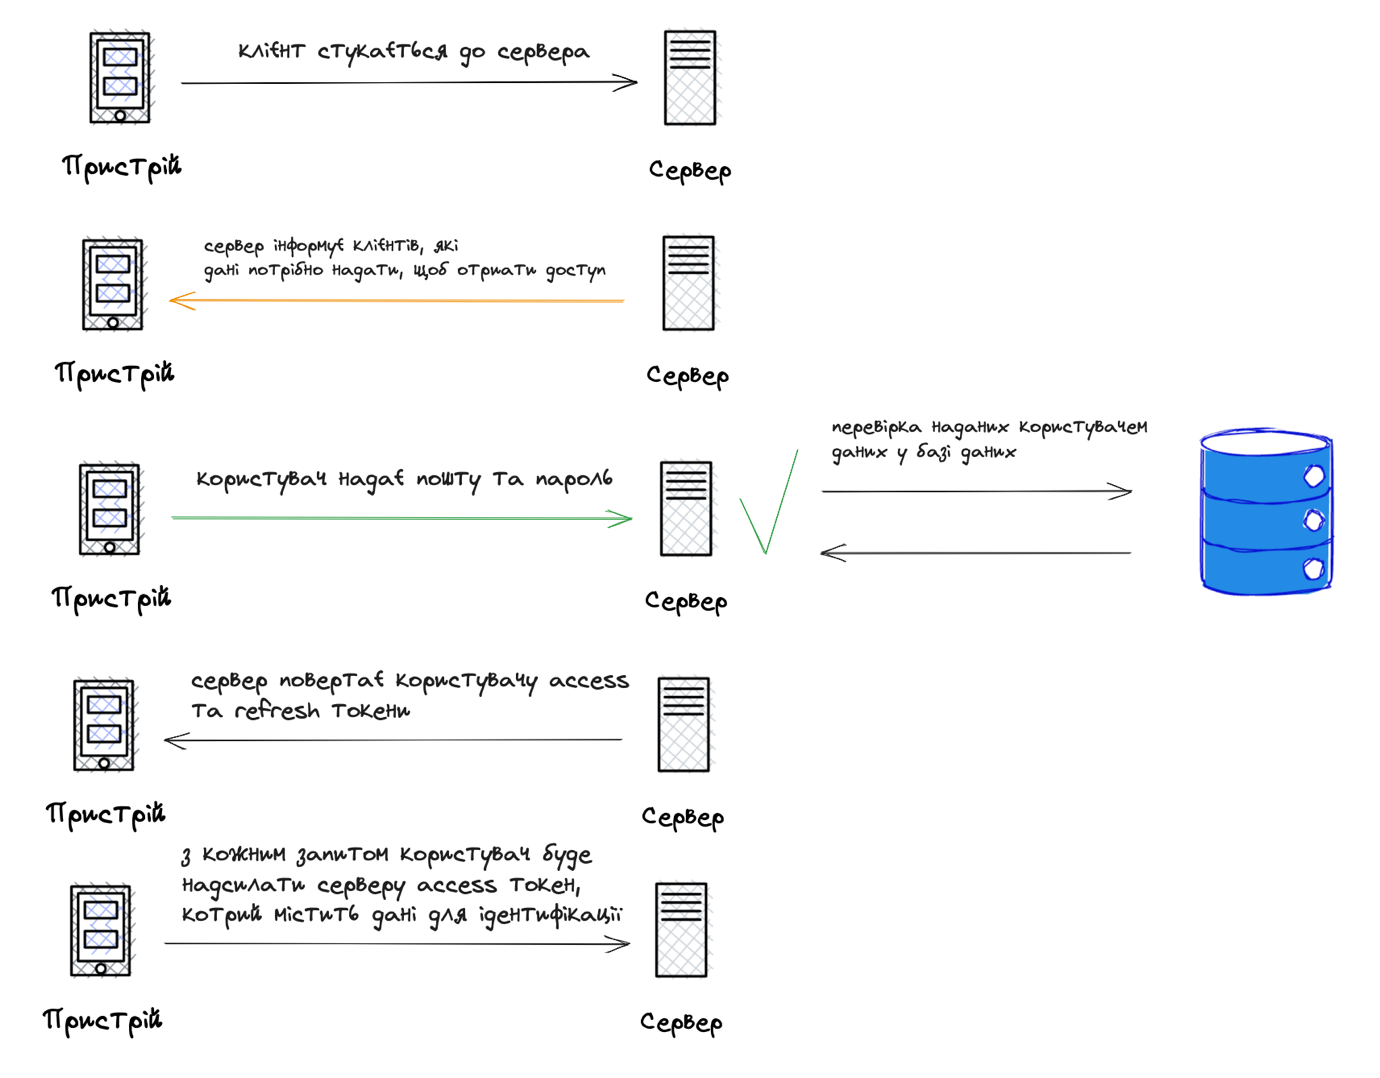 клієнт стукається до сервера
Пристрій
Сервер
сервер інформує клієнтів, які
дані потрібно надати, щоб отримати доступ
Пристрій
Сервер
користувач надає пошту та пароль
перевірка наданих користувачем
даних у базі даних
Пристрій
Сервер
сервер повертає користувачу access
та refresh токени
Пристрій
Сервер
з кожним запитом користувач буде
надсилати серверу access токен,
котрий містить дані для ідентифікації
Пристрій
Сервер